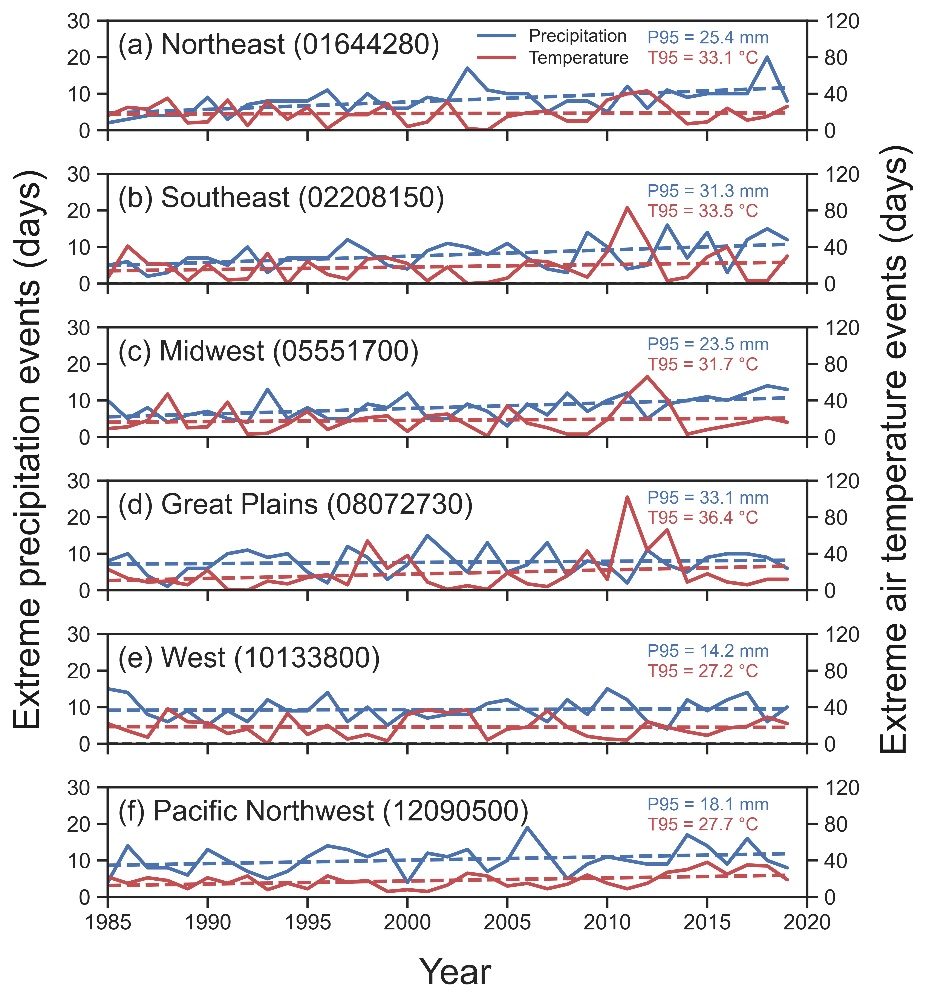 Extreme precipitation events (days)
Extreme air temperature events (days)
(a) Northeast (01644280)
Precipitation
Temperature
P95 = 25.4 mm
T95 = 33.1 °C
30
20
10
0
120
80
40
0
(b) Southeast (02208150)
P95 = 31.3 mm
T95 = 33.5 °C
30
20
10
0
120
80
40
0
(c) Midwest (05551700)
P95 = 23.5 mm
T95 = 31.7 °C
30
20
10
0
120
80
40
0
(d) Great Plains (08072730)
P95 = 33.1 mm
T95 = 36.4 °C
30
20
10
0
120
80
40
0
(e) West (10133800)
P95 = 14.2 mm
T95 = 27.2 °C
30
20
10
0
120
80
40
0
(f) Pacific Northwest (12090500)
P95 = 18.1 mm
T95 = 27.7 °C
30
20
10
0
120
80
40
0
1985 1990 1995 2000 2005 2010 2015 2020
Year